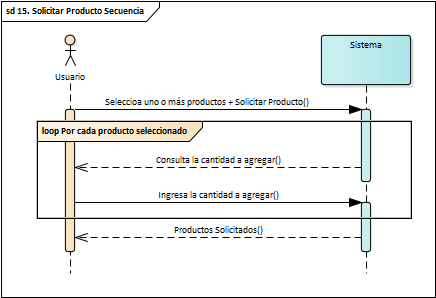 sd 15. Solicitar Producto Secuencia
Usuario
Sistema
Seleccioa uno o más productos + Solicitar Producto()
loop Por cada producto seleccionado
Consulta la cantidad a agregar()
Ingresa la cantidad a agregar()
Productos Solicitados()